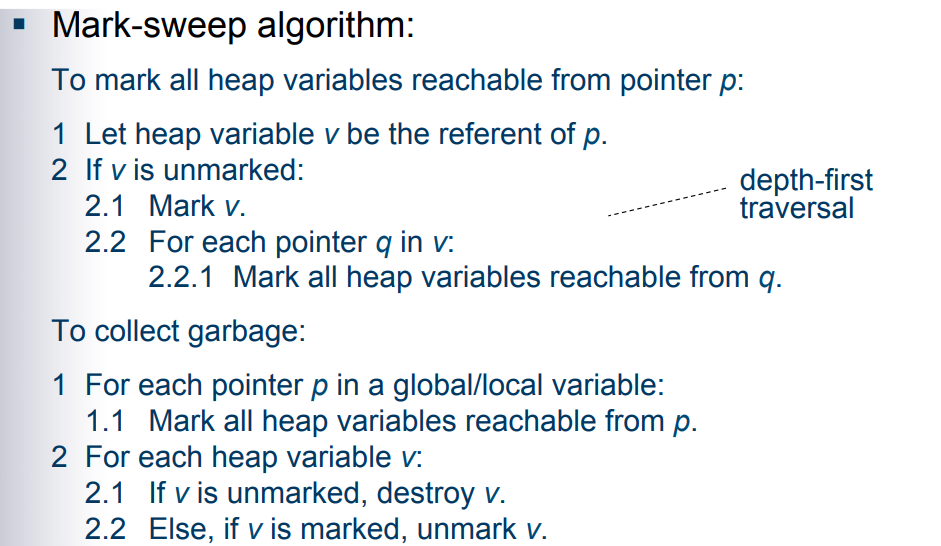 ▪ Mark-sweep algorithm:
To mark all heap variables reachable from pointer p:
1 Let heap variable v be the referent of p.
2 If v is unmarked:
2.1 Mark v.
2.2 For each pointer q in v:
2.2.1 Mark all heap variables reachable from q.
depth-first
traversal
To collect garbage:
1 For each pointer p in a global/local variable:
1.1 Mark all heap variables reachable from p.
2 For each heap variable v:
2.1 If v is unmarked, destroy v.
2.2 Else, if v is marked, unmark v.